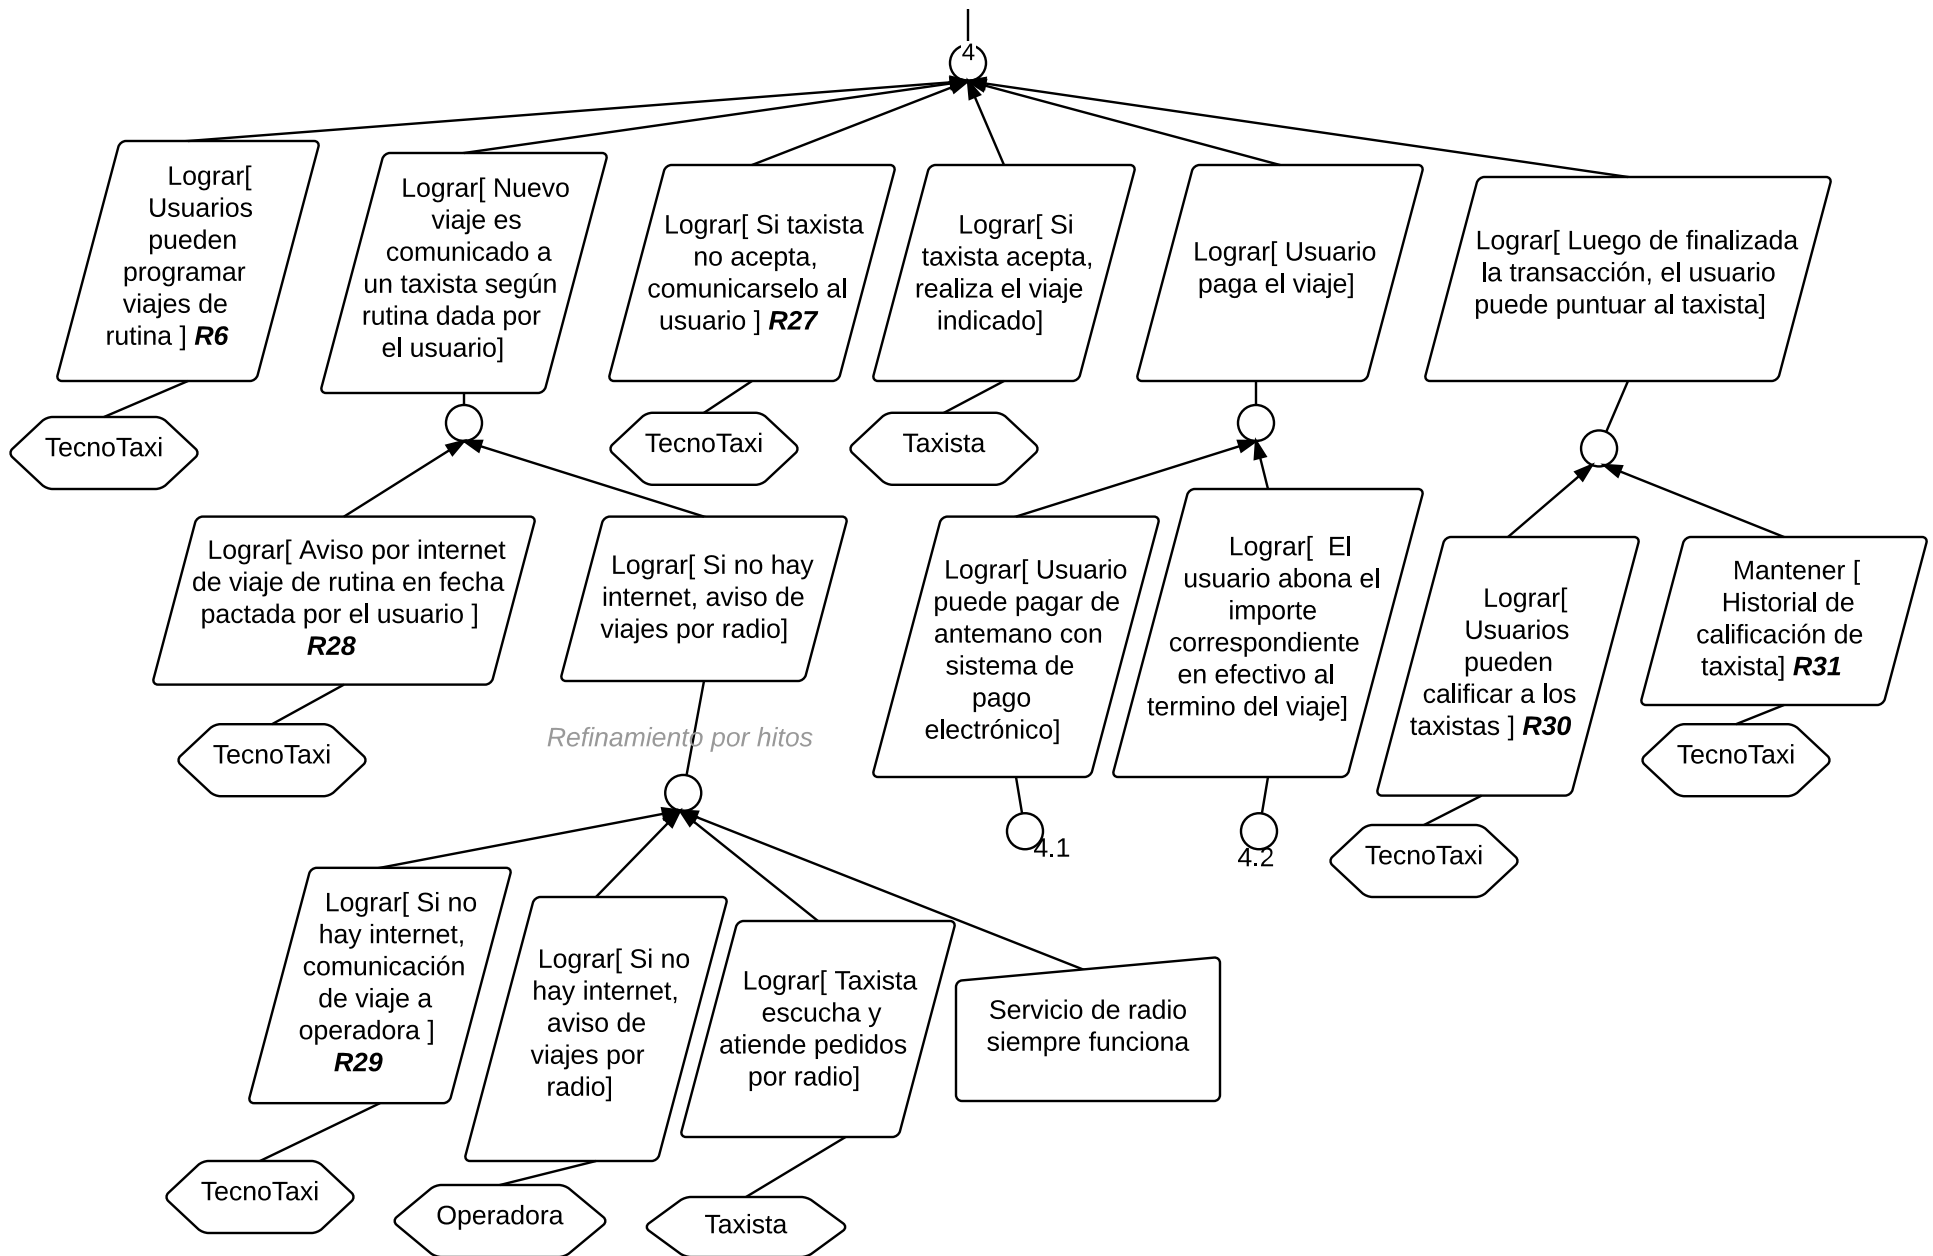 4
Lograr[
Usuarios
pueden
programar
viajes de
rutina ] R6
Lograr[ Nuevo
viaje es
comunicado a
un taxista según
rutina dada por
el usuario]
Lograr[ Si taxista
no acepta,
comunicarselo al
usuario ] R27
Lograr[ Si
taxista acepta,
realiza el viaje
indicado]
Lograr[ Usuario
paga el viaje]
Lograr[ Luego de finalizada
la transacción, el usuario
puede puntuar al taxista]
TecnoTaxi
TecnoTaxi
Taxista
Lograr[ Aviso por internet
de viaje de rutina en fecha
pactada por el usuario ]
R28
Lograr[ Si no hay
internet, aviso de
viajes por radio]
Lograr[ Usuario
puede pagar de
antemano con
sistema de
pago
electrónico]
Lograr[ El
usuario abona el
importe
correspondiente
en efectivo al
termino del viaje]
Lograr[
Usuarios
pueden
calificar a los
taxistas ] R30
Mantener [
Historial de
calificación de
taxista] R31
TecnoTaxi
Refinamiento por hitos
4.1
4.2
TecnoTaxi
TecnoTaxi
Lograr[ Si no
hay internet,
comunicación
de viaje a
operadora ]
R29
Lograr[ Si no
hay internet,
aviso de
viajes por
radio]
Lograr[ Taxista
escucha y
atiende pedidos
por radio]
Servicio de radio
siempre funciona
TecnoTaxi
Operadora
Taxista